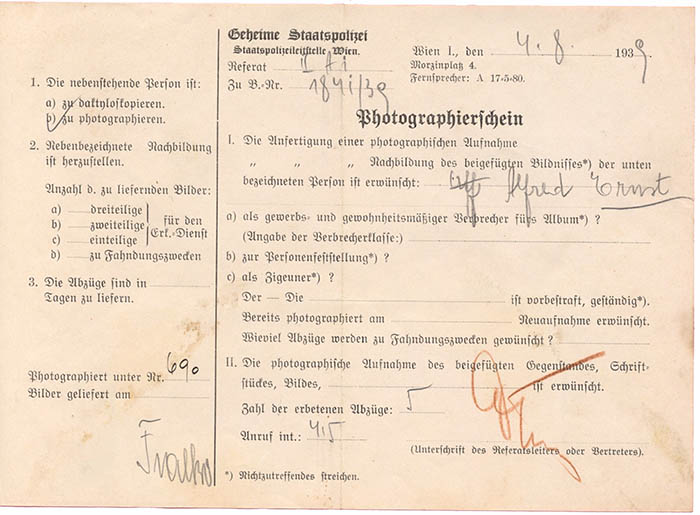 1. Die nebenstehende Person ist:
a) zu daktyloskopieren.
b) zu photographieren.
2. Nebenbezeichnete Nachbildung
ist herzustellen.
Anzahl d. zu liefernden Bilder:
a) dreiteilige
b) zweiteilige
c) einteilige
für den
Erk.-Dienst
d) zu Fahndungszwecken
3. Die Abzüge sind in
Tagen zu liefern.
Photographiert unter Nr. 690
Bilder geliefert am
Geheime Staatspolizei
Staatspolizeileitstelle Wien.
Referat II
Zu B.-Nr. 1841/39
Wien I., den 4. 8. 1939
Morzinplatz 4.
Fernsprecher: A 17-5-80.
Photographierschein
I. Die Anfertigung einer photographischen Aufnahme
„ „ „ Nachbildung des beigefügten Bildnisses*) der unten
bezeichneten Person ist erwünscht: Alfred Ernst
a) als gewerbs- und gewohnheitsmäßiger Verbrecher fürs Album*) ?
(Angabe der Verbrecherklasse:)
b) zur Personenfeststellung*) ?
c) als Zigeuner*) ?
Der — Die ist vorbestraft, geständig*).
Bereits photographiert am Neuaufnahme erwünscht.
Wieviel Abzüge werden zu Fahndungszwecken gewünscht ?
II. Die photographische Aufnahme des beigefügten Gegenstandes, Schrift-
stückes, Bildes, ist erwünscht.
Zahl der erbetenen Abzüge: 5
Anruf int.: 415
(Unterschrift des Referatsleiters oder Vertreters).
*) Nichtzutreffendes streichen.